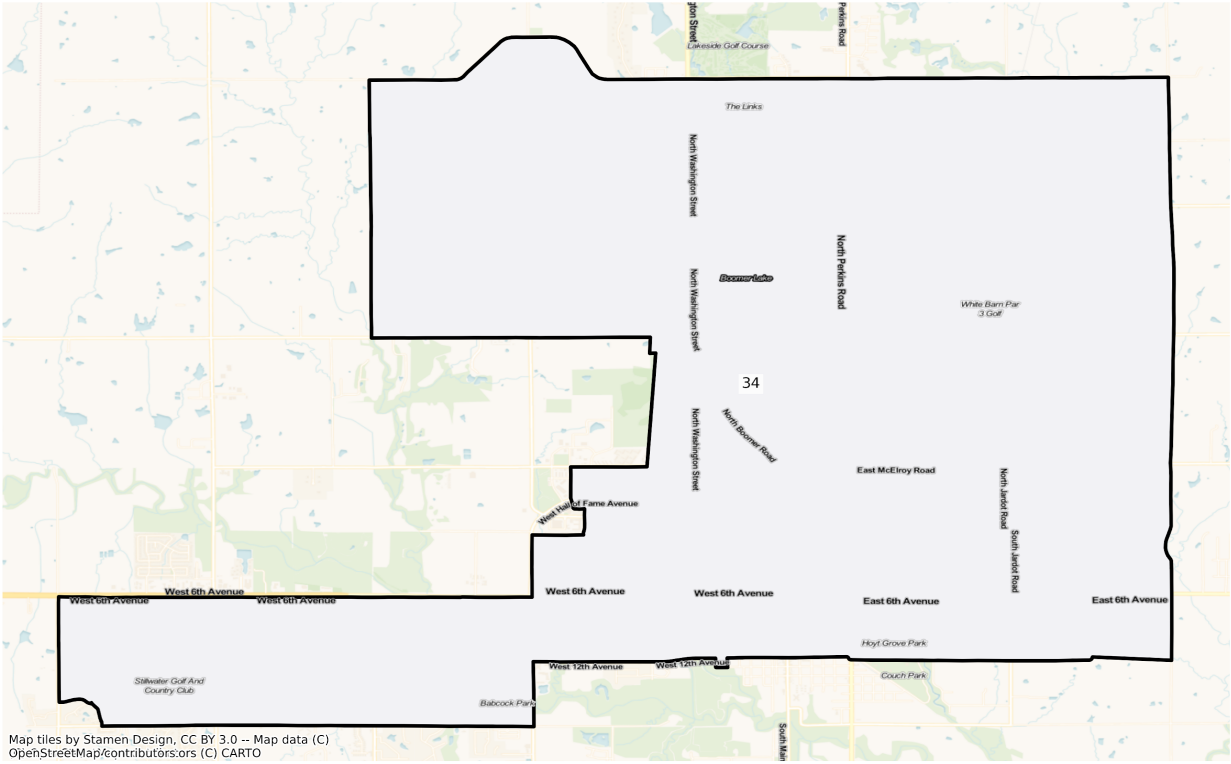 gton Street
Perkins Road
Lakeside Golf Course
The Links
North Washington Street
North Perkins Road
North Washington Street
Boomer Lake
White Barn Par
3 Golf
34
North Washington Street
North Boomer Road
East McElroy Road
North Jardot Road
West Hall of Fame Avenue
South Jardot Road
West 6th Avenue
West 6th Avenue
West 6th Avenue
West 6th Avenue
West 6th Avenue
East 6th Avenue
East 6th Avenue
Hoyt Grove Park
West 12th Avenue
West 12th Avenue
Couch Park
Stillwater Golf And
Country Club
Babcock Park
South Main
Map tiles by Stamen Design, CC BY 3.0 -- Map data (C)
OpenStreetMap contributors.ors (C) CARTO